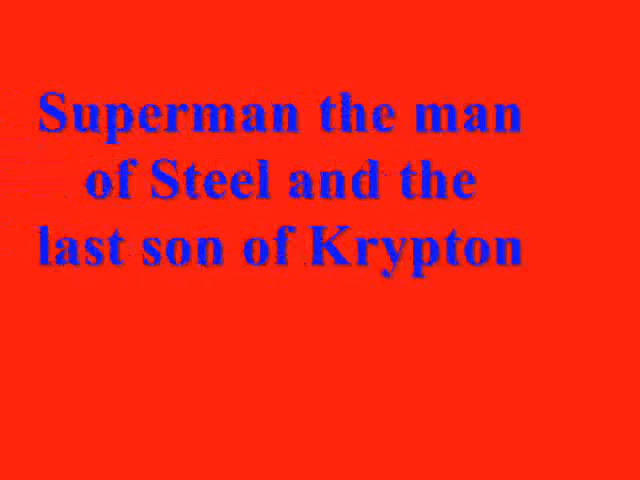 Superman the man
of Steel and the
last son of Krypton